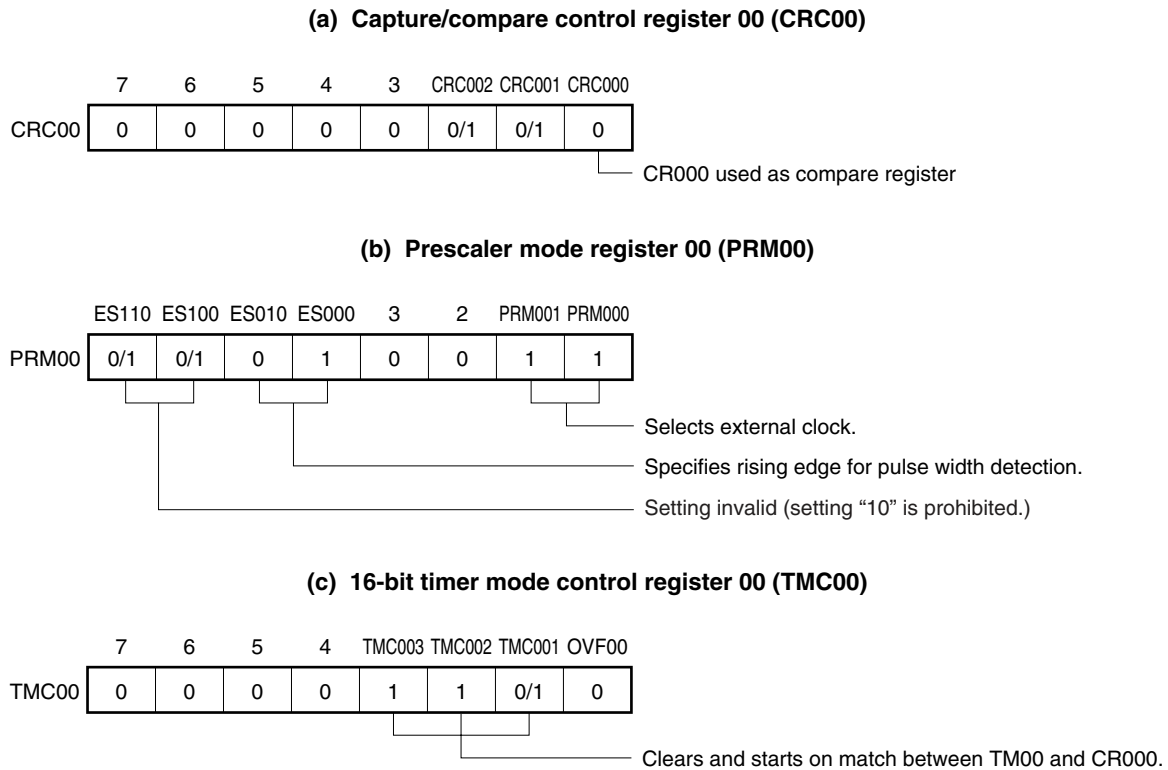 (a) Capture/compare control register 00 (CRC00)
7 6 5 4 3 CRC002 CRC001 CRC000
CRC00 0 0 0 0 0 0/1 0/1 0
CR000 used as compare register
(b) Prescaler mode register 00 (PRM00)
ES110 ES100 ES010 ES000 3 2 PRM001 PRM000
PRM00 0/1 0/1 0 1 0 0 1 1
Selects external clock.
Specifies rising edge for pulse width detection.
Setting invalid (setting “10” is prohibited.)
(c) 16-bit timer mode control register 00 (TMC00)
7 6 5 4 TMC003 TMC002 TMC001 OVF00
TMC00 0 0 0 0 1 1 0/1 0
Clears and starts on match between TM00 and CR000.